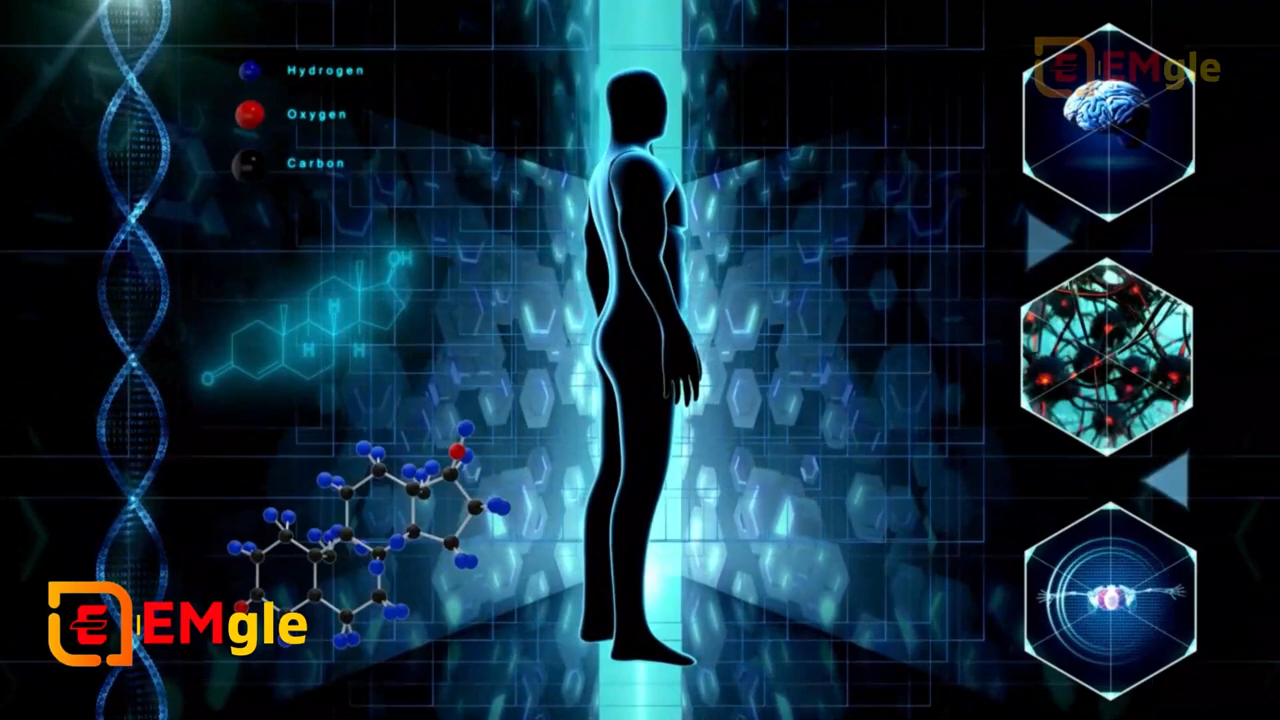 Hydrogen
Oxygen
Carbon
EMgle
OH
H
H H
O
EMgle